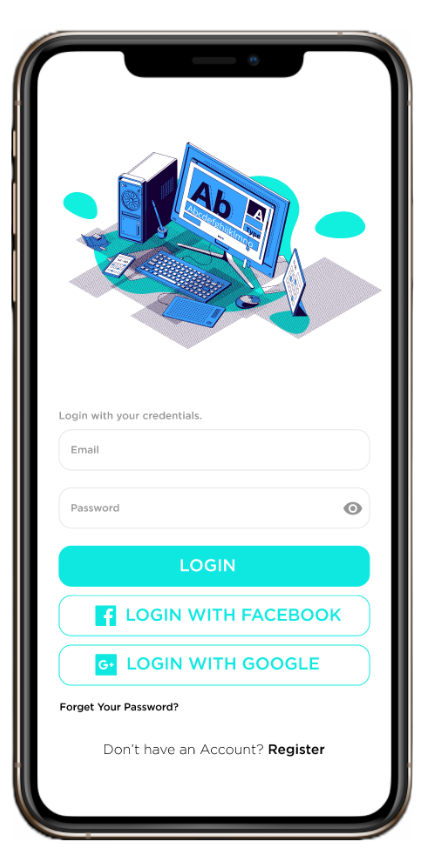 Ab
A
Type
Login with your credentials.
Email
Password
LOGIN
f LOGIN WITH FACEBOOK
G+ LOGIN WITH GOOGLE
Forget Your Password?
Don't have an Account? Register